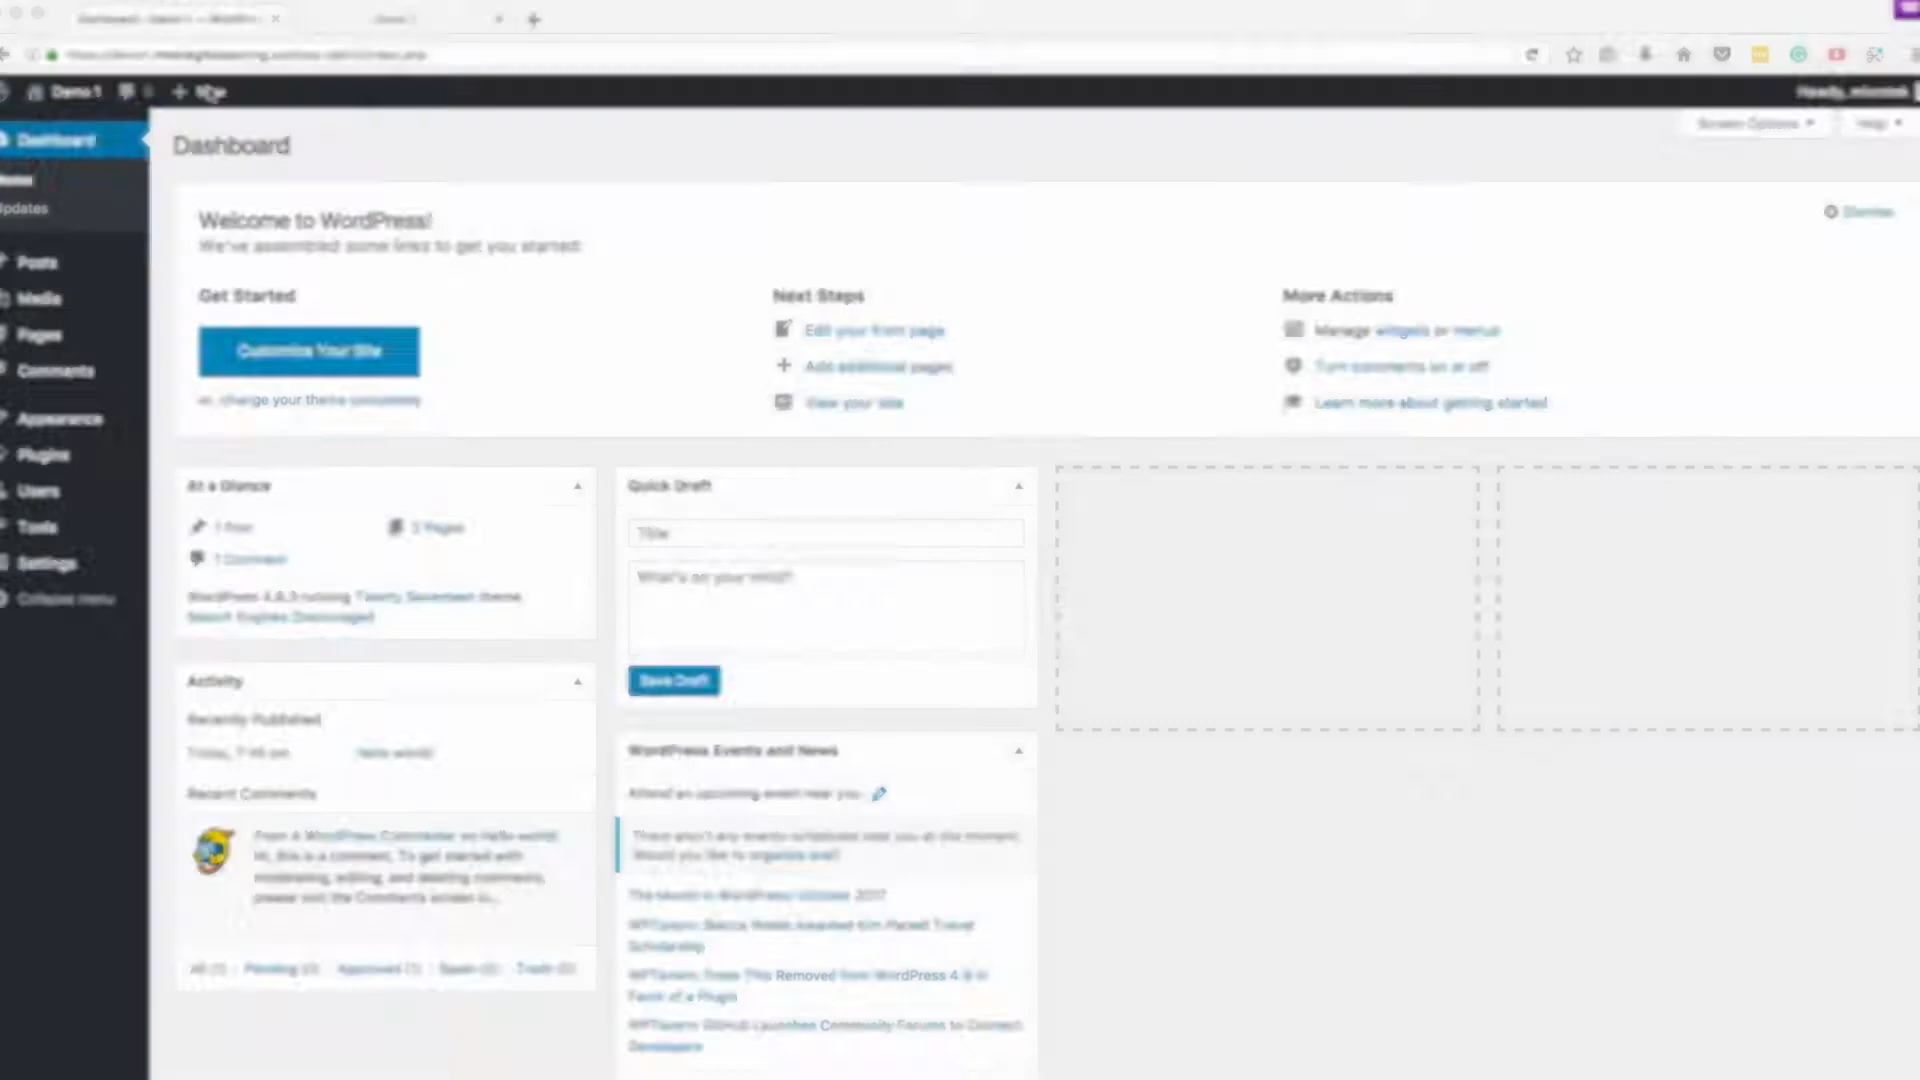 Demo 1
New
Screen Options
Help
Dashboard
Dashboard
Home
Updates
Posts
Media
Pages
Comments
Appearance
Plugins
Users
Tools
Settings
Collapse menu
Welcome to WordPress!
We've assembled some links to get you started:
Dismiss
Get Started
Customize Your Site
or, change your theme completely
Next Steps
Edit your front page
Add additional pages
View your site
More Actions
Manage widgets or menus
Turn comments on or off
Learn more about getting started
At a Glance
1 Post
2 Pages
1 Comment
WordPress 4.8.3 running Twenty Seventeen theme.
Search Engines Discouraged
Activity
Recently Published
Today, Hello world!
Recent Comments
From A WordPress Commenter on Hello world!
Hi, this is a comment. To get started with
moderating, editing, and deleting comments,
please visit the Comments screen in...
All (1) Pending (0) Approved (1) Spam (0) Trash (0)
Quick Draft
Title
What's on your mind?
Save Draft
WordPress Events and News
Attend an upcoming event near you.
There aren't any events scheduled near you at the moment.
Would you like to organize one?
The Month in WordPress: October 2017
WPTavern: Awarded Kim Parsell Travel
Scholarship
WPTavern: Press This Removed from WordPress 4.9 in
Favor of a Plugin
WPTavern: GitHub Launches Community Forums to Connect
Developers